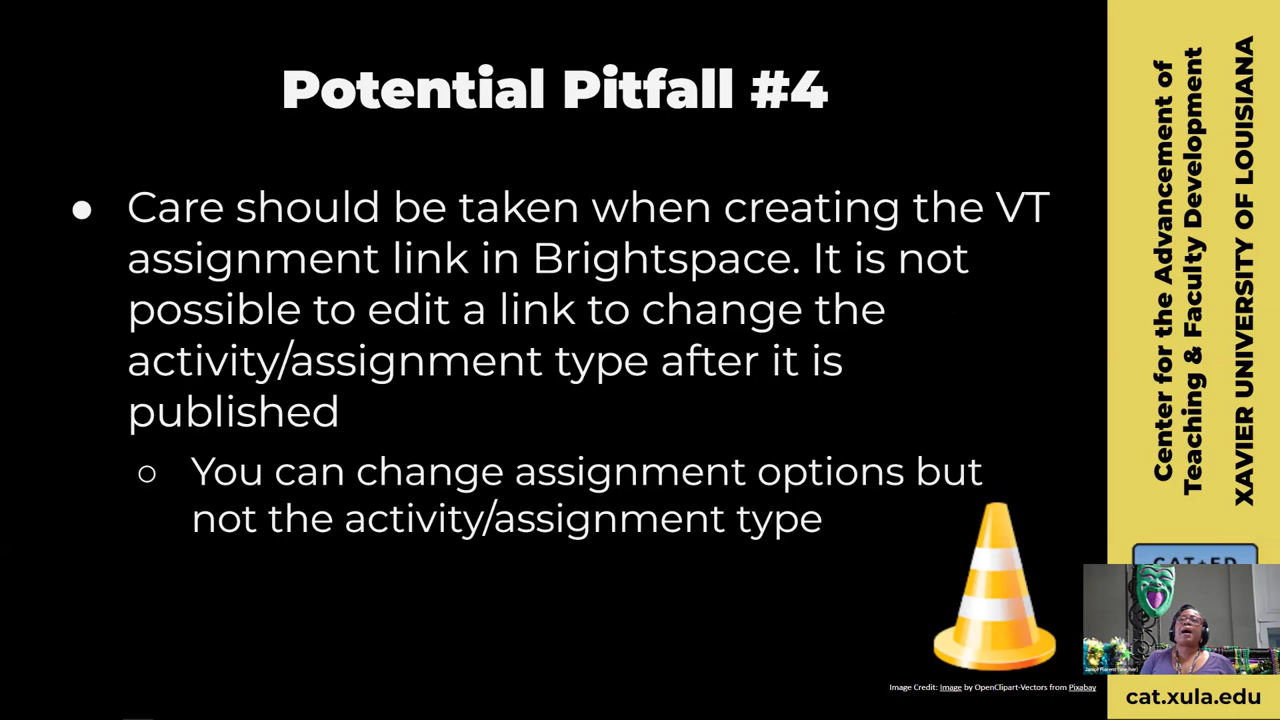 Potential Pitfall #4
● Care should be taken when creating the VT
assignment link in Brightspace. It is not
possible to edit a link to change the
activity/assignment type after it is
published
○ You can change assignment options but
not the activity/assignment type
Image Credit: Image by OpenClipart-Vectors from Pixabay
Center for the Advancement of
Teaching & Faculty Development
XAVIER UNIVERSITY OF LOUISIANA
CAT+ED
cat.xula.edu